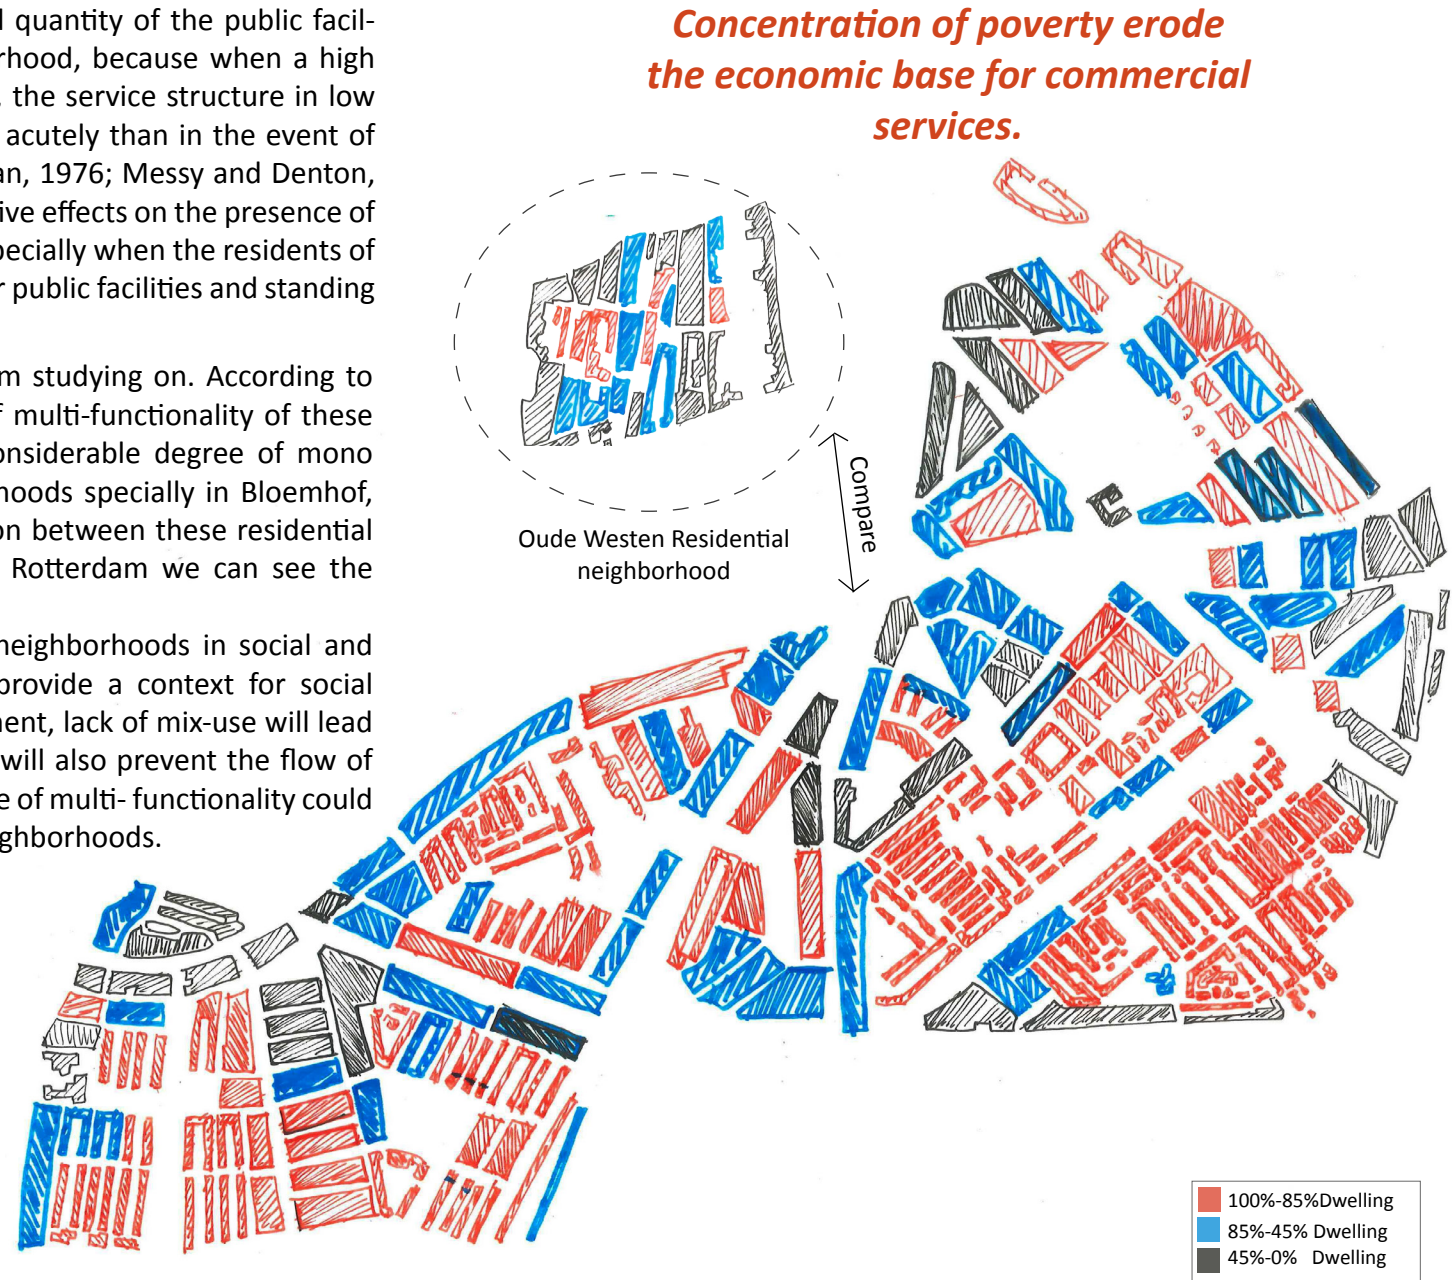 l quantity of the public facil-
rhood, because when a high
, the service structure in low
acutely than in the event of
an, 1976; Messy and Denton,
ive effects on the presence of
pecially when the residents of
r public facilities and standing
m studying on. According to
f multi-functionality of these
onsiderable degree of mono
hoods specially in Bloemhof,
on between these residential
Rotterdam we can see the
neighborhoods in social and
provide a context for social
nent, lack of mix-use will lead
will also prevent the flow of
e of multi- functionality could
ighborhoods.
Concentration of poverty erode
the economic base for commercial
services.
Oude Westen Residential
neighborhood
Compare
100%-85%Dwelling
85%-45% Dwelling
45%-0% Dwelling